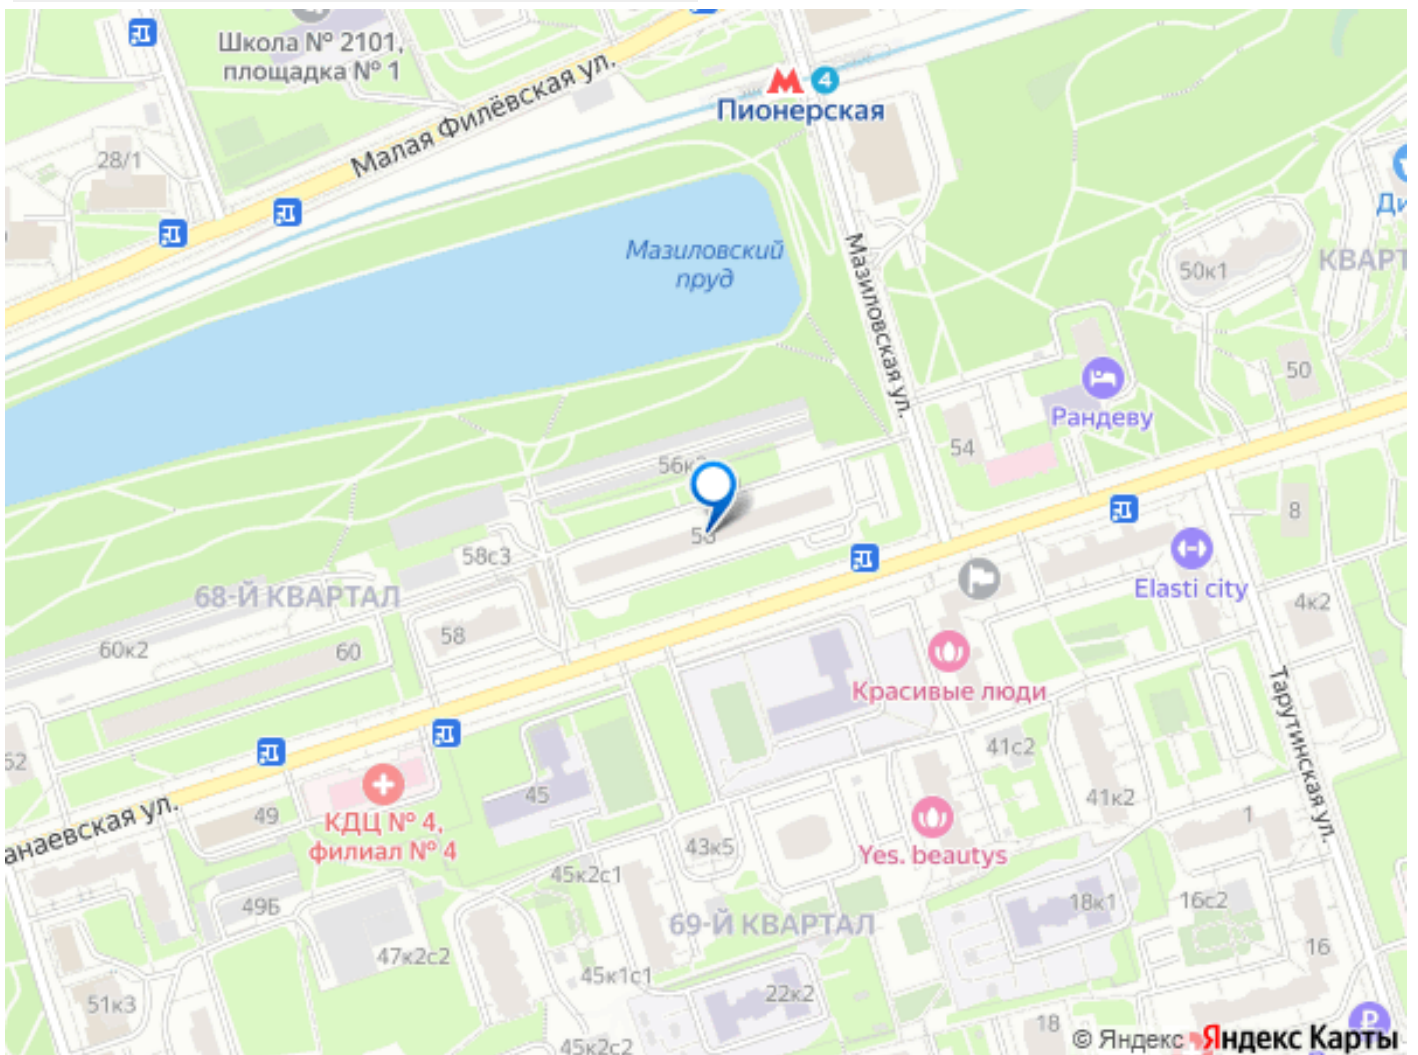 Школа № 2101,
площадка № 1
Малая Филёвская ул.
4
Пионерская
28/1
Мазиловский
пруд
Мазиловская ул.
50к1
КВАРТ
Ди
50
Рандеву
54
58с3
68-Й КВАРТАЛ
58
60
60к2
62
8
Elasti city
4к2
Красивые люди
Тарутинская ул.
41с2
41к2
1
45
49
КДЦ № 4,
филиал № 4
анаевская ул.
43к5
Yes. beautys
45к2с1
49Б
18к1
16с2
69-Й КВАРТАЛ
16
47к2с2
45к1с1
22к2
51к3
18
45к2с2
© Яндекс Яндекс Карты